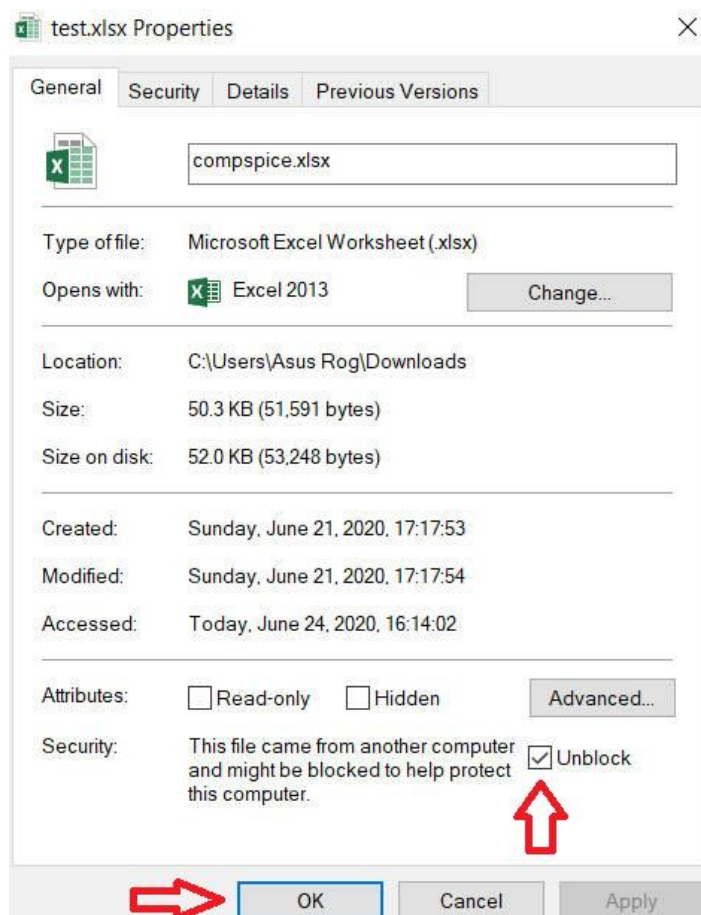 test.xlsx Properties
General Security Details Previous Versions
compspice.xlsx
Type of file: Microsoft Excel Worksheet (.xlsx)
Opens with: Excel 2013 Change...
Location: C:\Users\Asus Rog\Downloads
Size: 50.3 KB (51,591 bytes)
Size on disk: 52.0 KB (53,248 bytes)
Created: Sunday, June 21, 2020, 17:17:53
Modified: Sunday, June 21, 2020, 17:17:54
Accessed: Today, June 24, 2020, 16:14:02
Attributes: Read-only Hidden Advanced...
Security: This file came from another computer Unblock
and might be blocked to help protect
this computer.
OK Cancel Apply